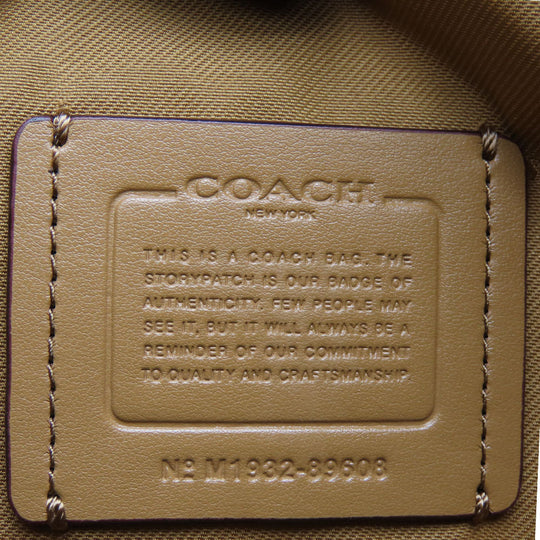 COACH
NEW YORK
THIS IS A COACH BAG. THE
STORYPATCH IS OUR BADGE OF
AUTHENTICITY. FEW PEOPLE MAY
SEE IT, BUT IT WILL ALWAYS BE A
REMINDER OF OUR COMMITMENT
TO QUALITY AND CRAFTSMANSHIP.
Nº M1932-89608